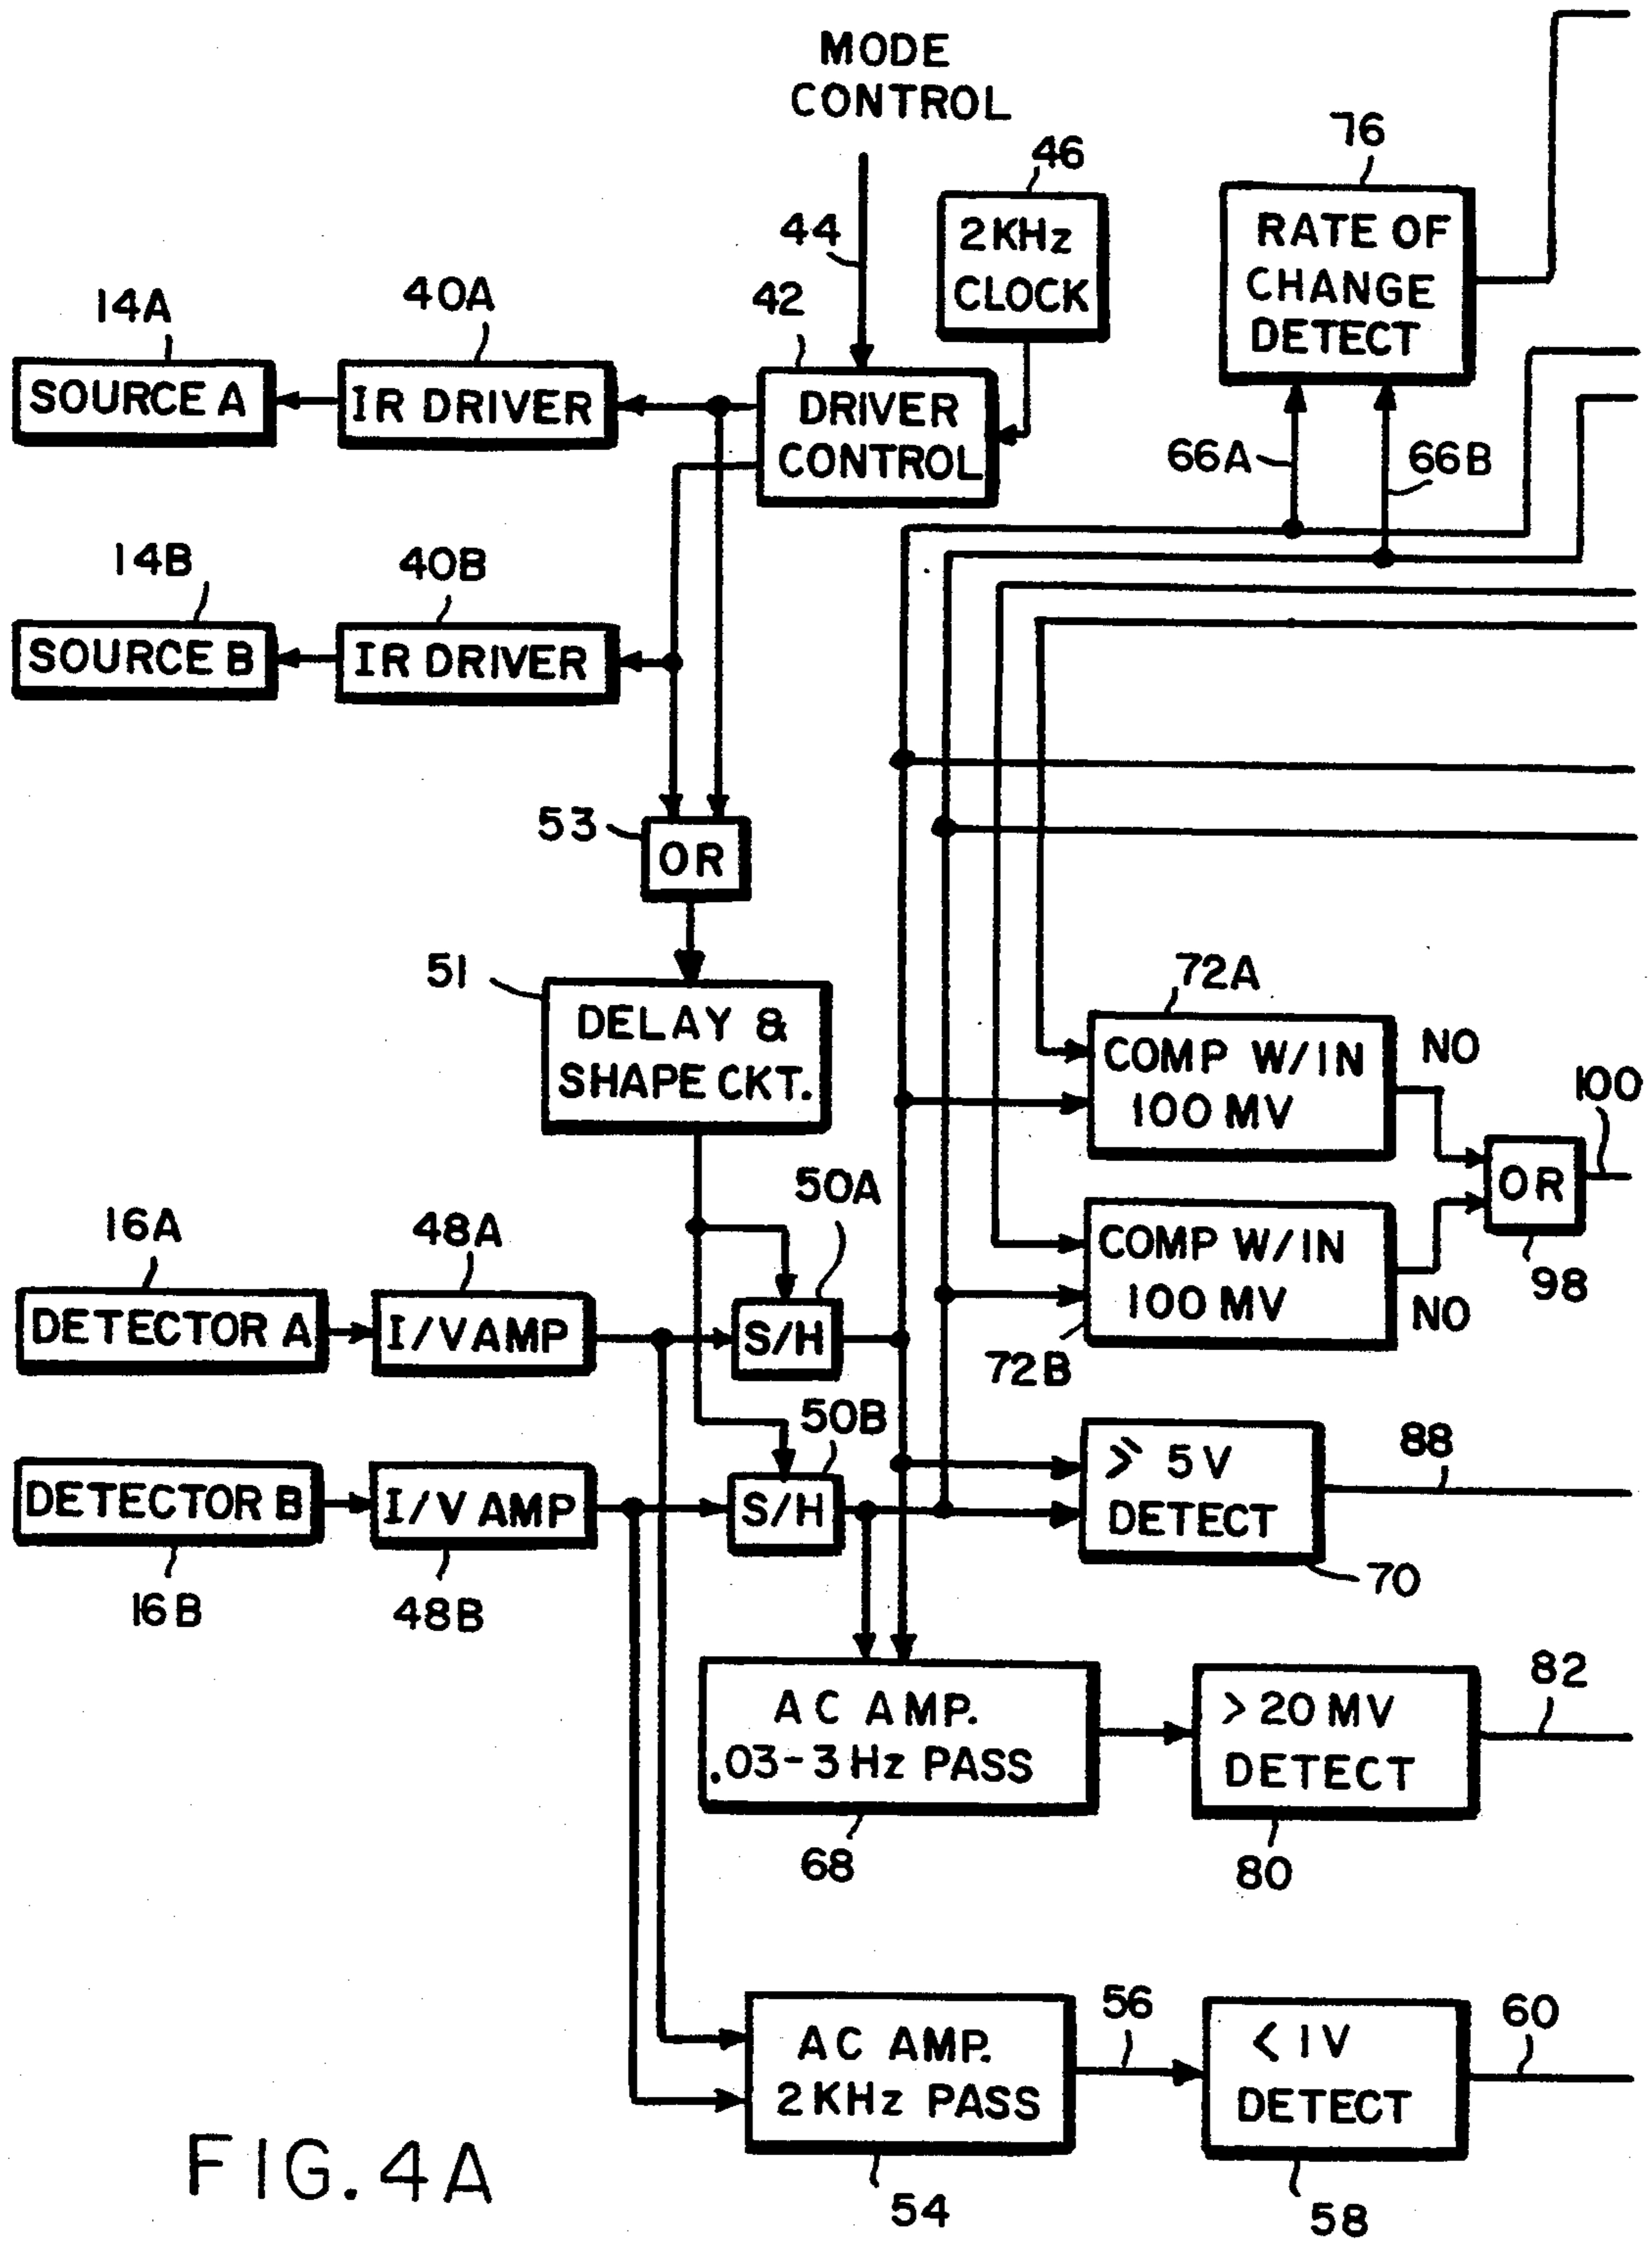 MODE
CONTROL
76
46
44
2KHz
CLOCK
RATE OF
CHANGE
DETECT
42
14A
40A
SOURCE A
IR DRIVER
DRIVER
CONTROL
66A
66B
14B
40B
SOURCE B
IR DRIVER
53
OR
51
DELAY &
SHAPE CKT.
72A
COMP W/IN
100 MV
NO
100
OR
98
50A
16A
48A
COMP W/IN
100 MV
NO
72B
DETECTOR A
I/V AMP
S/H
50B
DETECTOR B
I/V AMP
S/H
≥ 5V
DETECT
88
70
16B
48B
AC AMP.
.03-3Hz PASS
> 20 MV
DETECT
82
68
80
AC AMP.
2KHz PASS
56
< 1V
DETECT
60
54
58
FIG. 4A